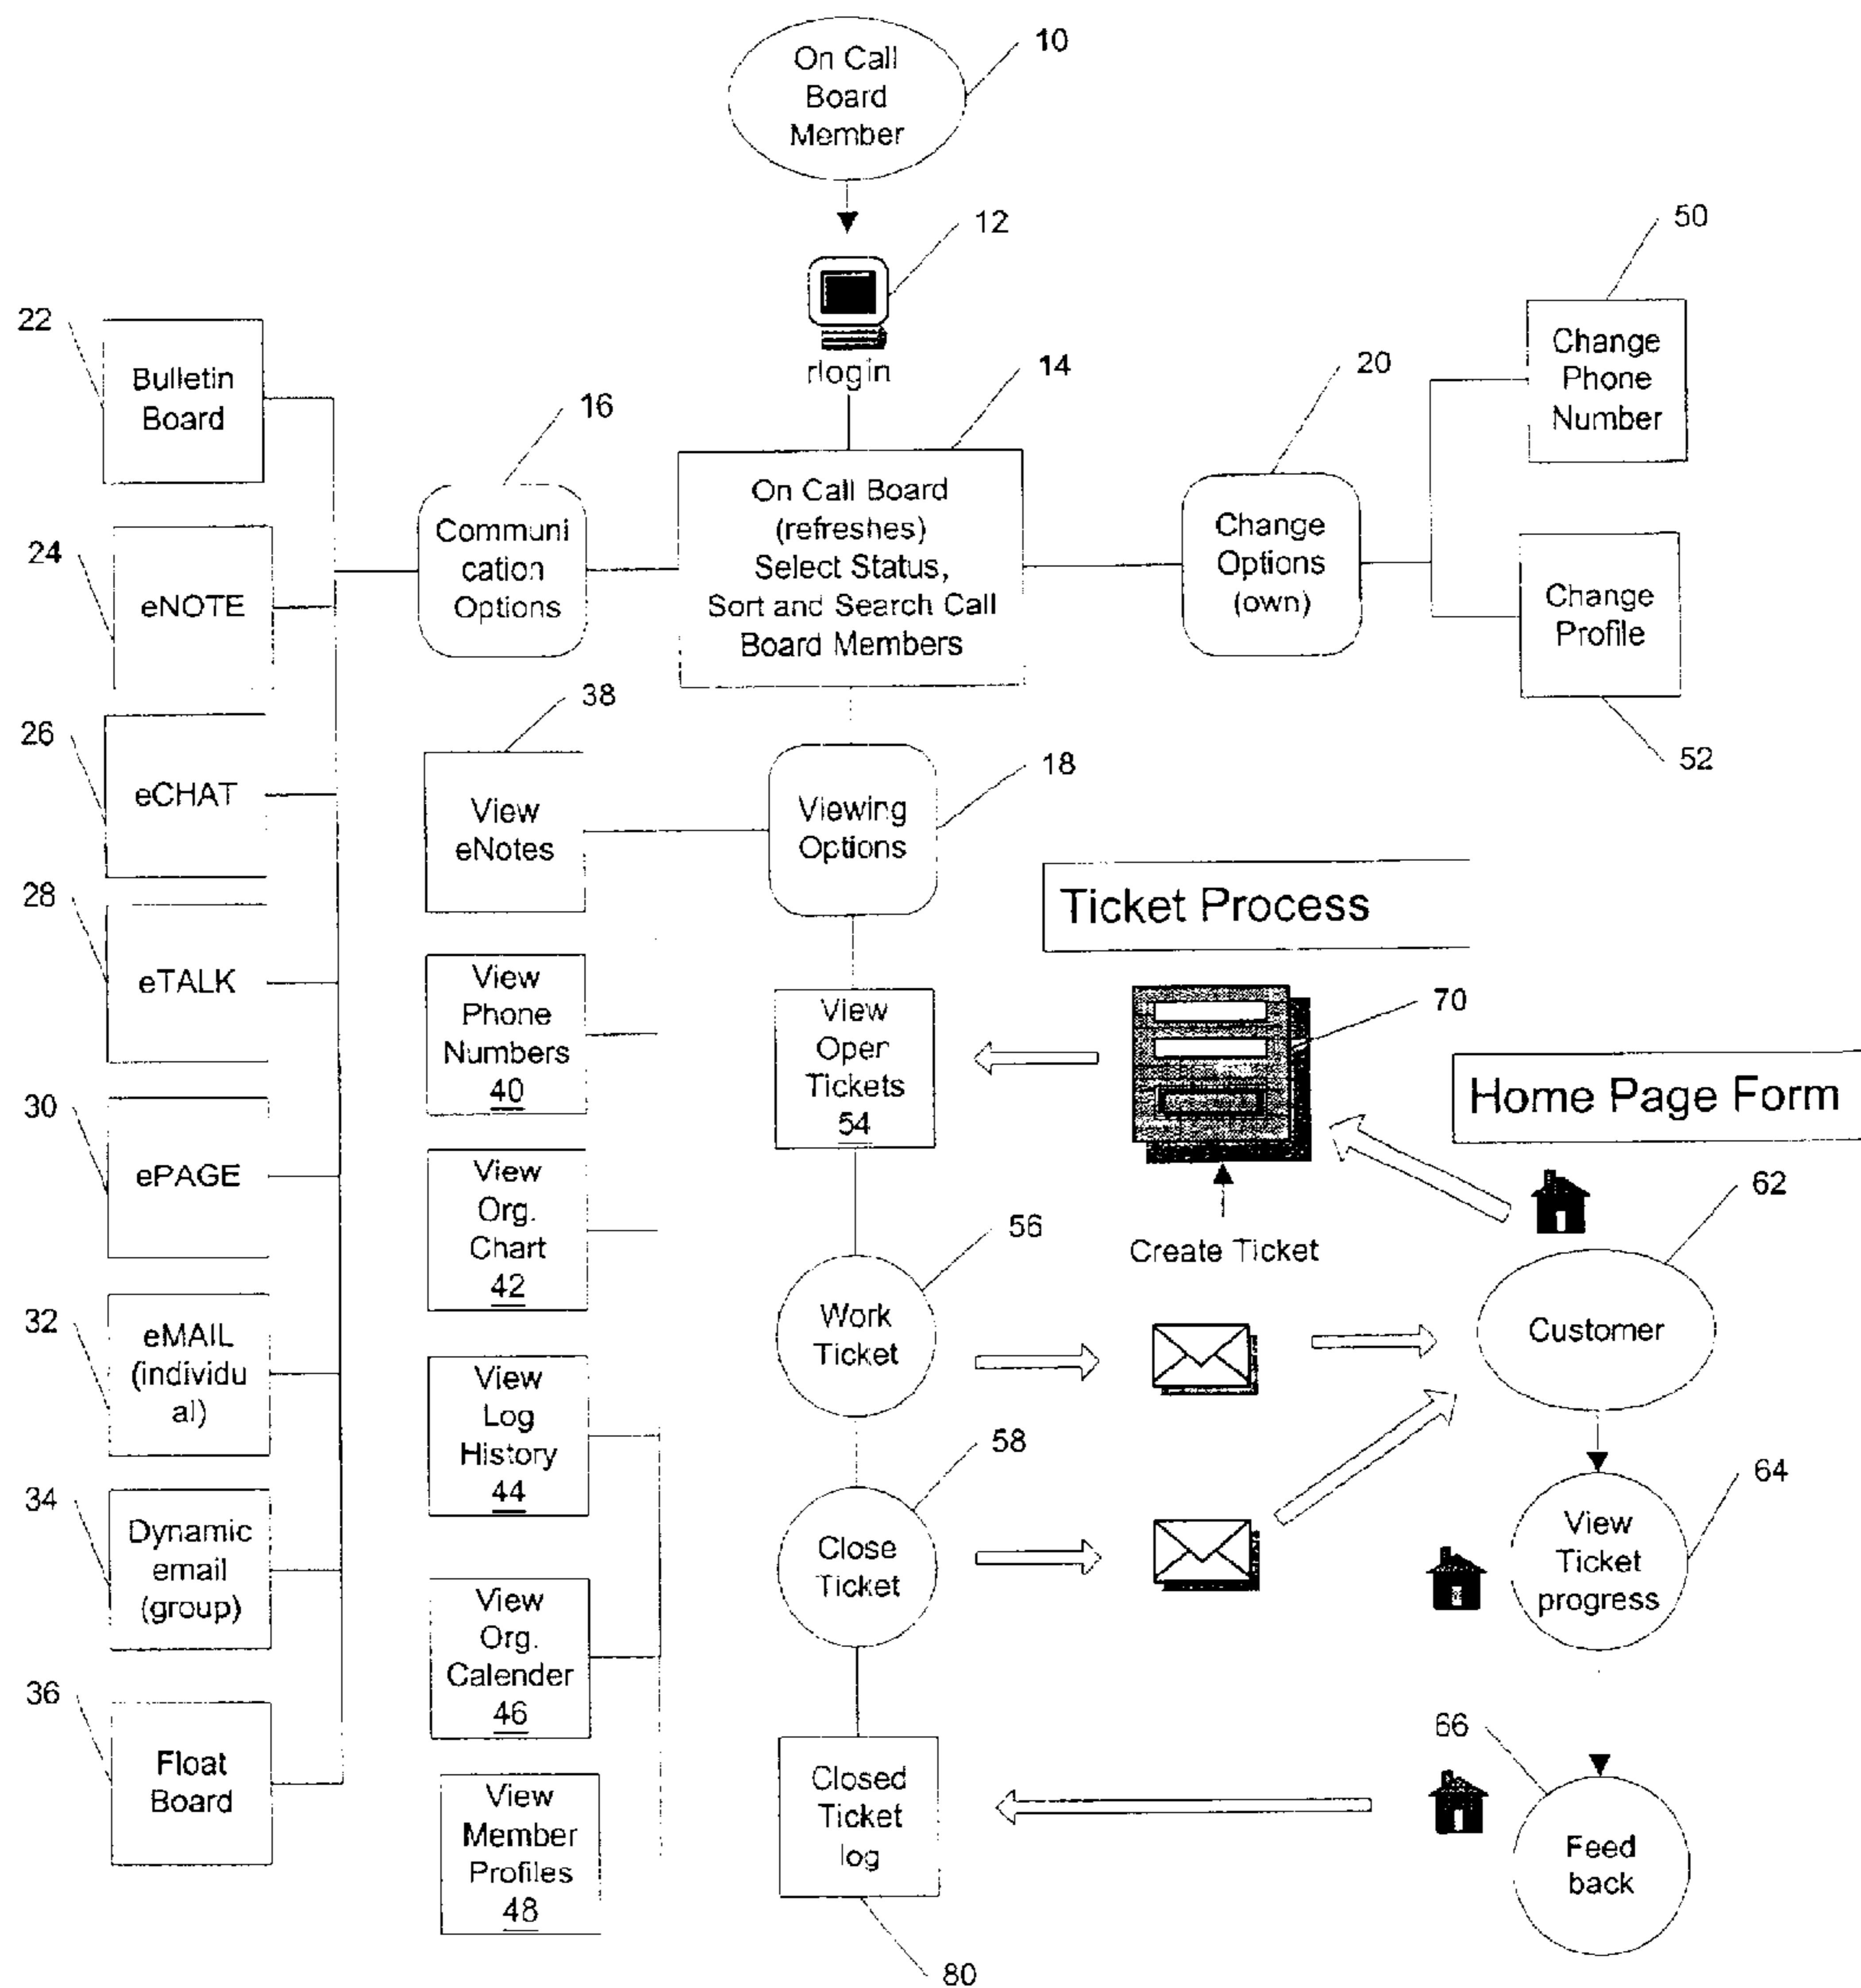 On Call
Board
Member
10
12
rlogin
14
On Call Board
(refreshes)
Select Status,
Sort and Search Call
Board Members
16
Communi
cation
Options
20
Change
Options
(own)
50
Change
Phone
Number
Change
Profile
52
22
Bulletin
Board
24
eNOTE
26
eCHAT
28
eTALK
30
ePAGE
32
eMAIL
(individu
al)
34
Dynamic
email
(group)
36
Float
Board
38
View
eNotes
View
Phone
Numbers
40
View
Org.
Chart
42
View
Log
History
44
View
Org.
Calender
46
View
Member
Profiles
48
18
Viewing
Options
View
Open
Tickets
54
56
Work
Ticket
58
Close
Ticket
Closed
Ticket
log
80
Ticket Process
70
Create Ticket
Home Page Form
62
Customer
64
View
Ticket
progress
66
Feed
back